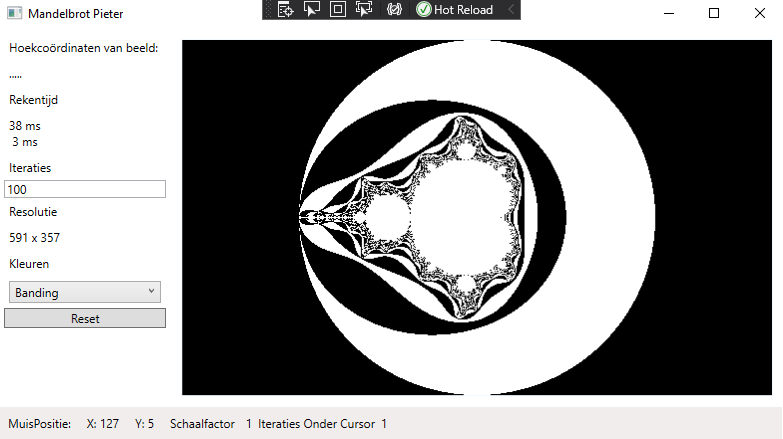 Mandelbrot Pieter
Hot Reload
Hoekcoördinaten van beeld:
.....
Rekentijd
38 ms
3 ms
Iteraties
100
Resolutie
591 x 357
Kleuren
Banding
Reset
MuisPositie: X: 127 Y: 5 Schaalfactor 1 Iteraties Onder Cursor 1